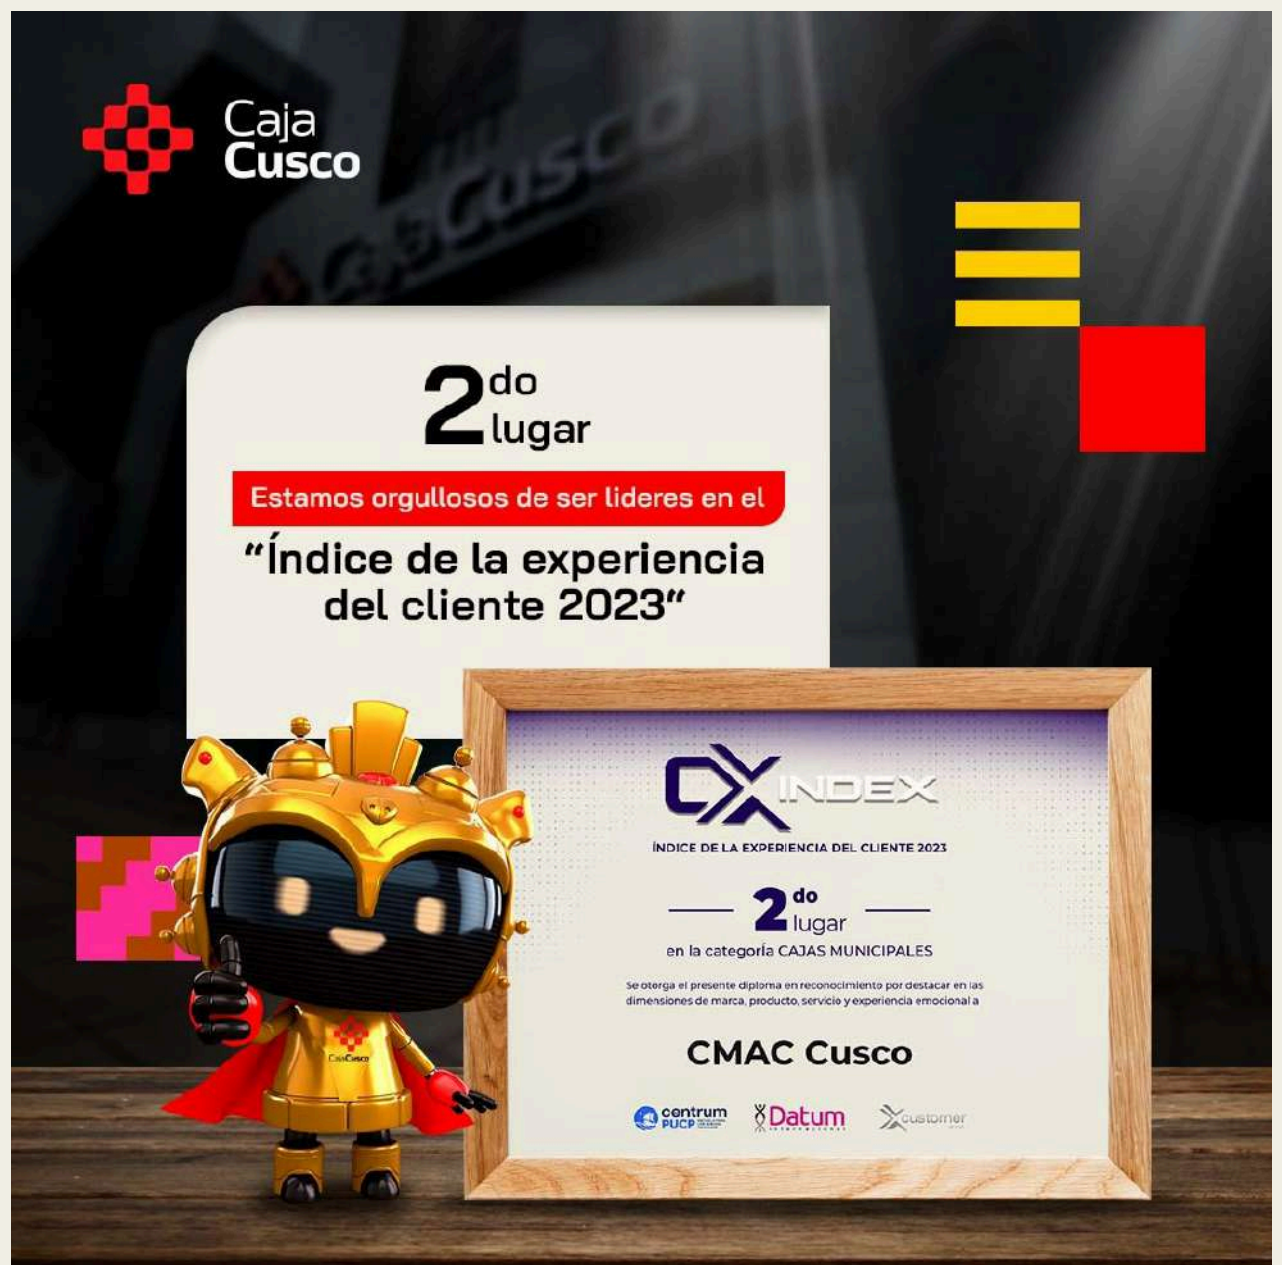 Caja
Cusco
CajaCusco
2do
lugar
Estamos orgullosos de ser lideres en el
“Índice de la experiencia
del cliente 2023“
CX INDEX
ÍNDICE DE LA EXPERIENCIA DEL CLIENTE 2023
2do
lugar
en la categoría CAJAS MUNICIPALES
Se otorga el presente diploma en reconocimiento por destacar en las
dimensiones de marca, producto, servicio y experiencia emocional a
CMAC Cusco
centrum
PUCP
Datum
customer
CajaCusco